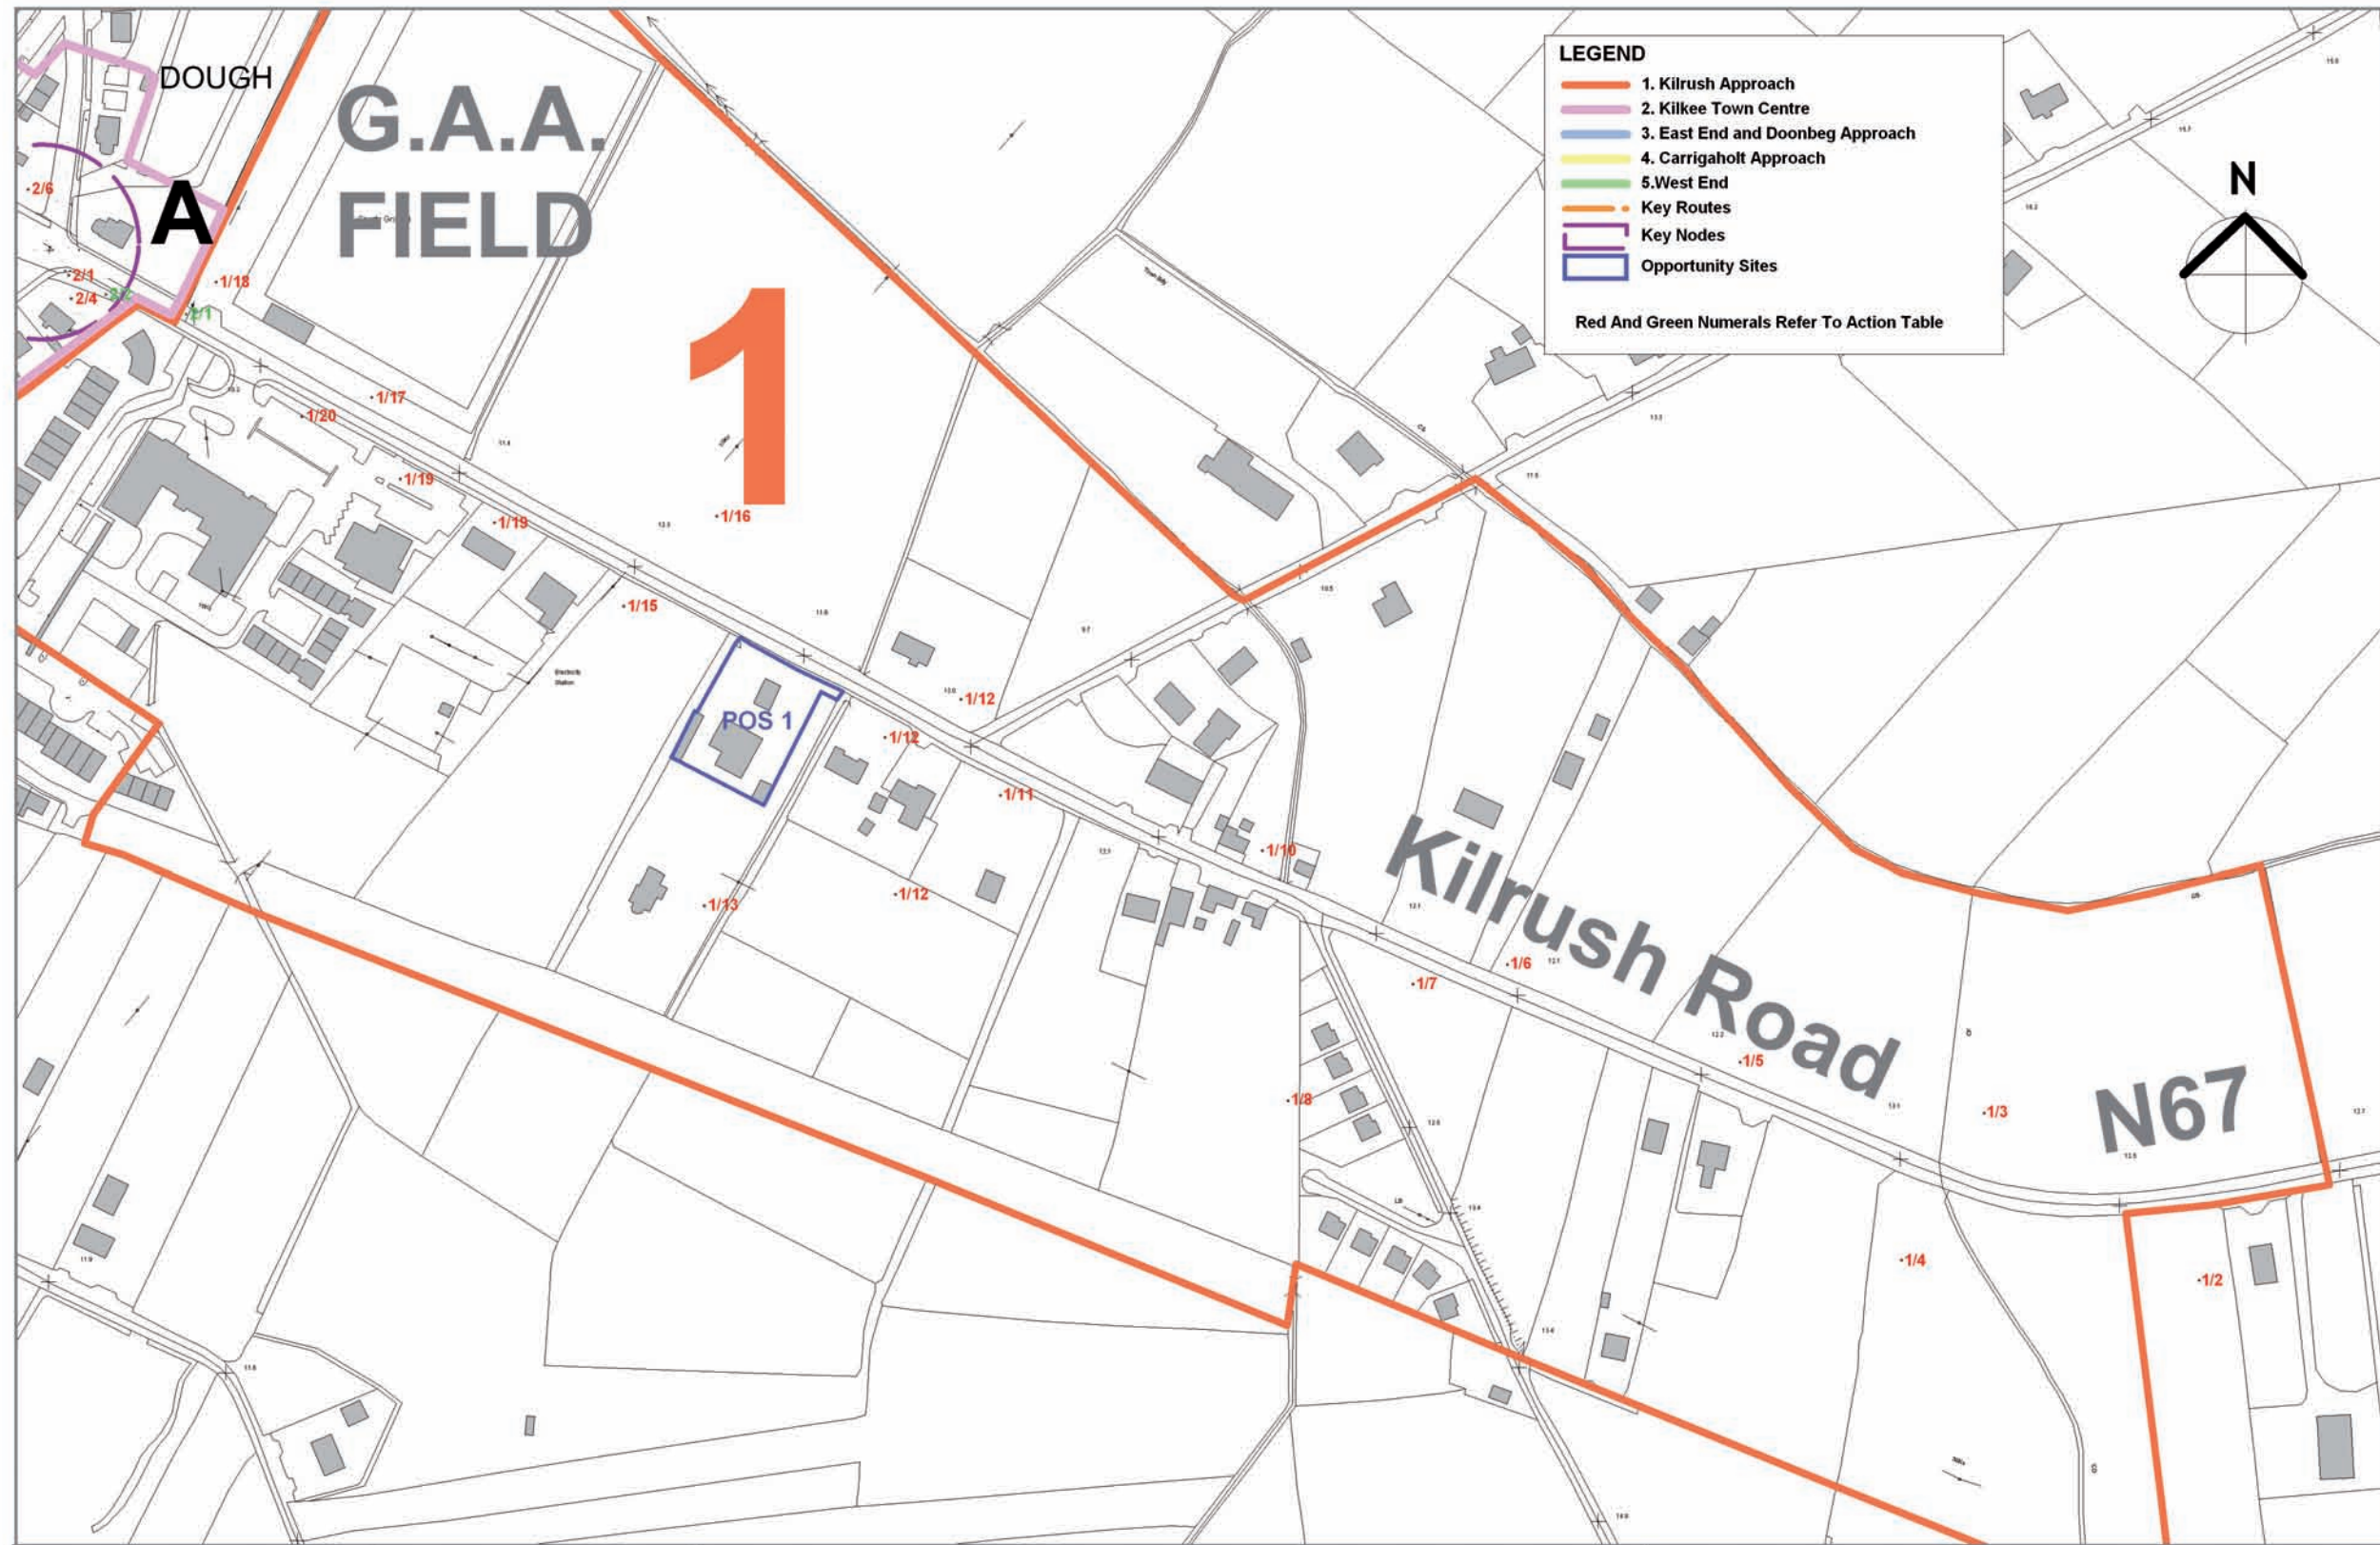 DOUGH
G.A.A.
FIELD
LEGEND
1. Kilrush Approach
2. Kilkee Town Centre
3. East End and Doonbeg Approach
4. Carrigaholt Approach
5.West End
Key Routes
Key Nodes
Opportunity Sites
Red And Green Numerals Refer To Action Table
N
A
1
2/6
2/1
2/4
2/1
1/18
1/17
1/20
1/19
1/19
1/16
1/15
Electricity
Station
POS 1
1/12
1/12
1/11
1/10
1/13
1/12
Kilrush Road
1/6
1/7
1/5
1/8
1/3
N67
1/4
1/2